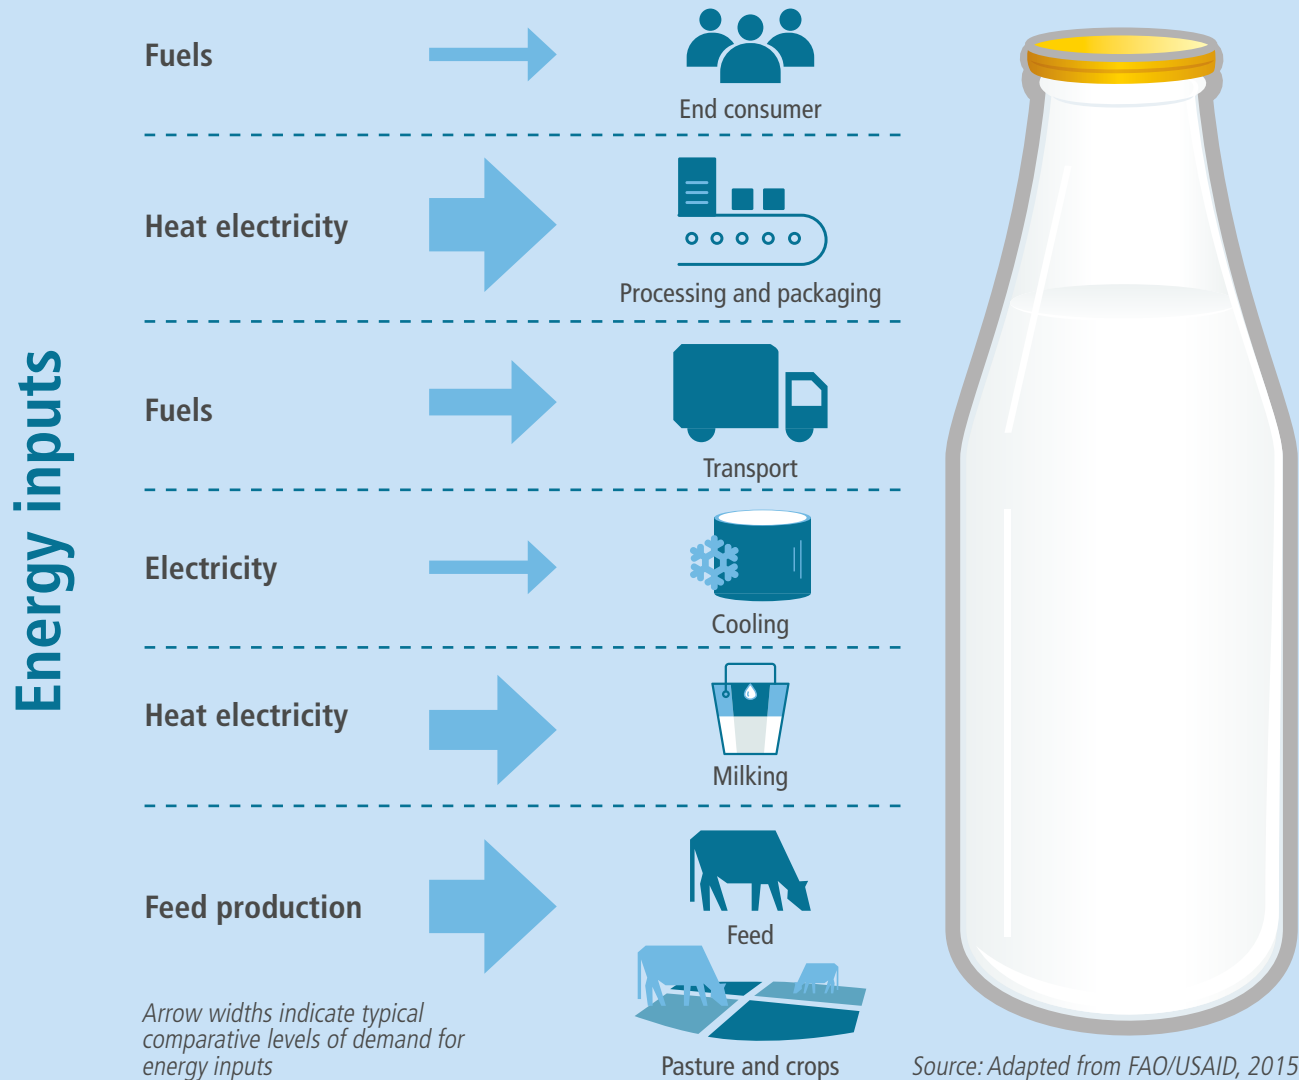 Energy inputs
Fuels
End consumer
Heat electricity
Processing and packaging
Fuels
Transport
Electricity
Cooling
Heat electricity
Milking
Feed production
Feed
Pasture and crops
Arrow widths indicate typical
comparative levels of demand for
energy inputs
Source: Adapted from FAO/USAID, 2015